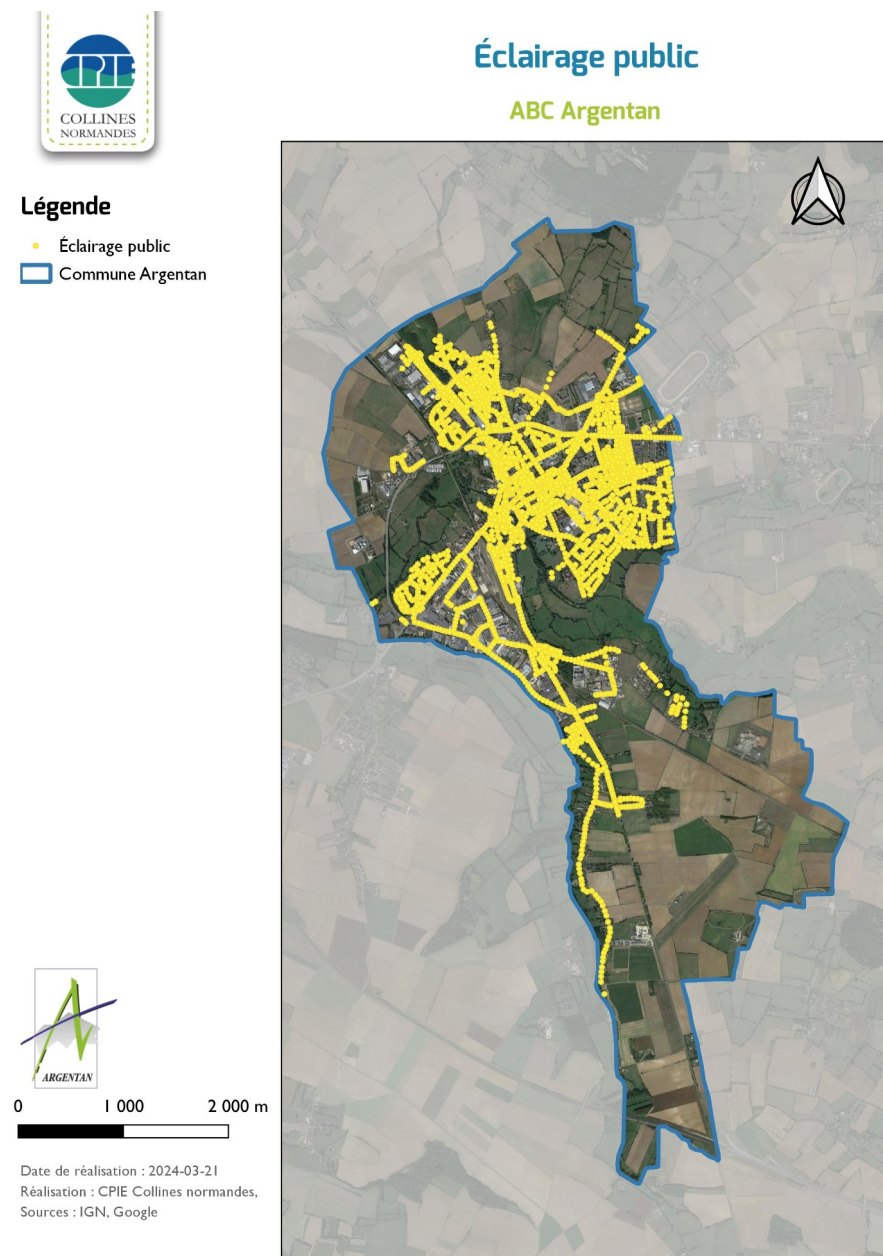 CPIE
COLLINES
NORMANDES
Éclairage public
ABC Argentan
Légende
Éclairage public
Commune Argentan
ARGENTAN
0 1 000 2 000 m
Date de réalisation : 2024-03-21
Réalisation : CPIE Collines normandes,
Sources : IGN, Google